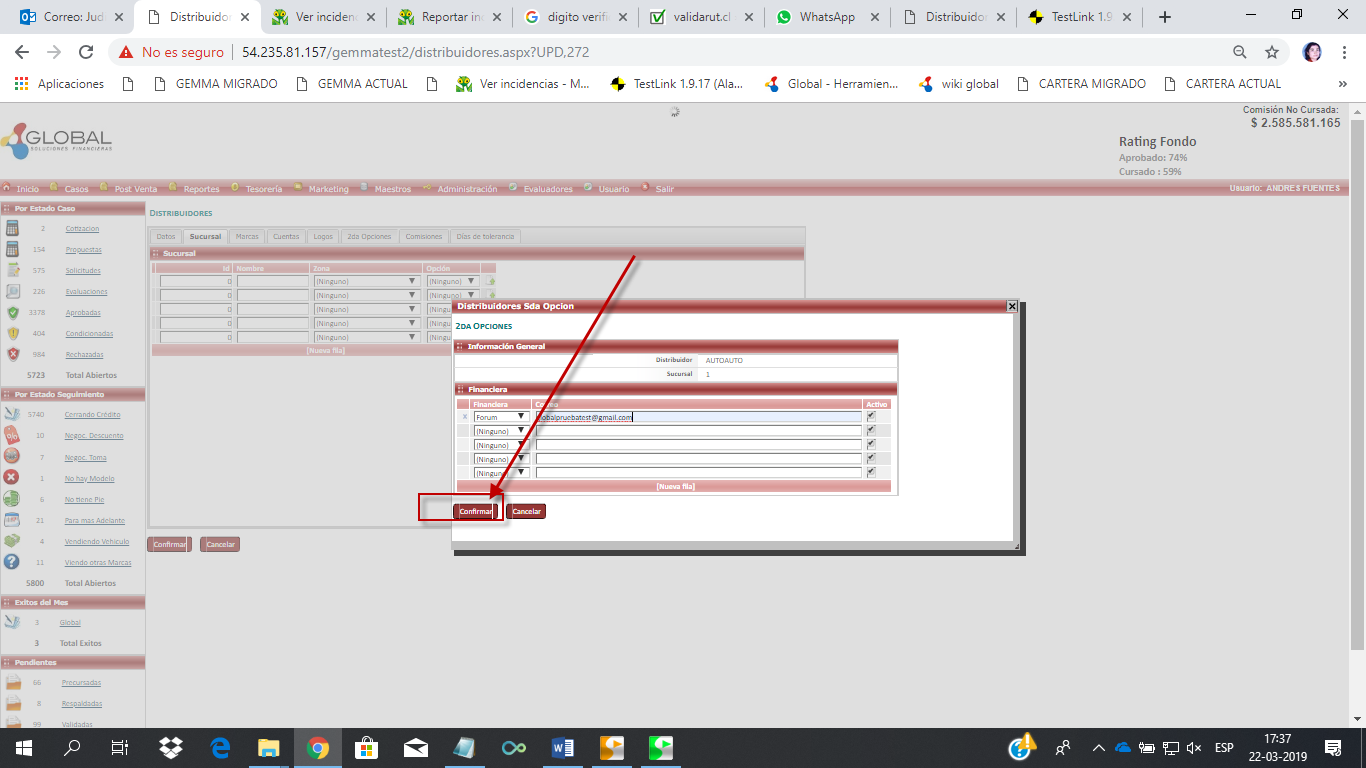 Correo: Jud
Distribuidor
Ver inciden
Reportar in
digito verifi
validarut.cl
WhatsApp
Distribuido
TestLink 1.9
No es seguro
54.235.81.157/gemmatest2/distribuidores.aspx?UPD,272
Aplicaciones
GEMMA MIGRADO
GEMMA ACTUAL
Ver incidencias - M...
TestLink 1.9.17 (Ala...
Global - Herramien...
wiki global
CARTERA MIGRADO
CARTERA ACTUAL
»
Comisión No Cursada:
$ 2.585.581.165
GLOBAL
SOLUCIONES FINANCIERAS
Rating Fondo
Aprobado: 74%
Cursado : 59%
Inicio Casos Post Venta Reportes Tesorería Marketing Maestros Administración Evaluadores Usuario Salir
Usuario: ANDRES FUENTES
Por Estado Caso
2 Cotización
154 Propuestas
575 Solicitudes
226 Evaluaciones
3378 Aprobadas
404 Condicionadas
984 Rechazadas
5723 Total Abiertos
Por Estado Seguimiento
5740 Cerrando Crédito
10 Negoc. Descuento
7 Negoc. Toma
1 No hay Modelo
6 No tiene Pie
21 Para mas Adelante
4 Vendiendo Vehiculo
11 Viendo otras Marcas
5800 Total Abiertos
Exitos del Mes
3 Global
3 Total Exitos
Pendientes
66 Precursadas
8 Respaldadas
99 Validadas
DISTRIBUIDORES
Datos Sucursal Marcas Cuentas Logos 2da Opciones Comisiones Días de tolerancia
Sucursal
Id Nombre Zona Opción
0 (Ninguno) (Ninguno)
0 (Ninguno) (Ninguno)
0 (Ninguno) (Ningu
0 (Ninguno) (Ningu
0 (Ninguno) (Ningu
[Nueva fila]
Confirmar Cancelar
Distribuidores Sda Opcion
2DA OPCIONES
Información General
Distribuidor AUTOAUTO
Sucursal 1
Financiera
Financiera Activo
x Forum globalpruebatest@gmail.com
(Ninguno)
(Ninguno)
(Ninguno)
(Ninguno)
[Nueva fila]
Confirmar Cancelar
ESP
17:37
22-03-2019